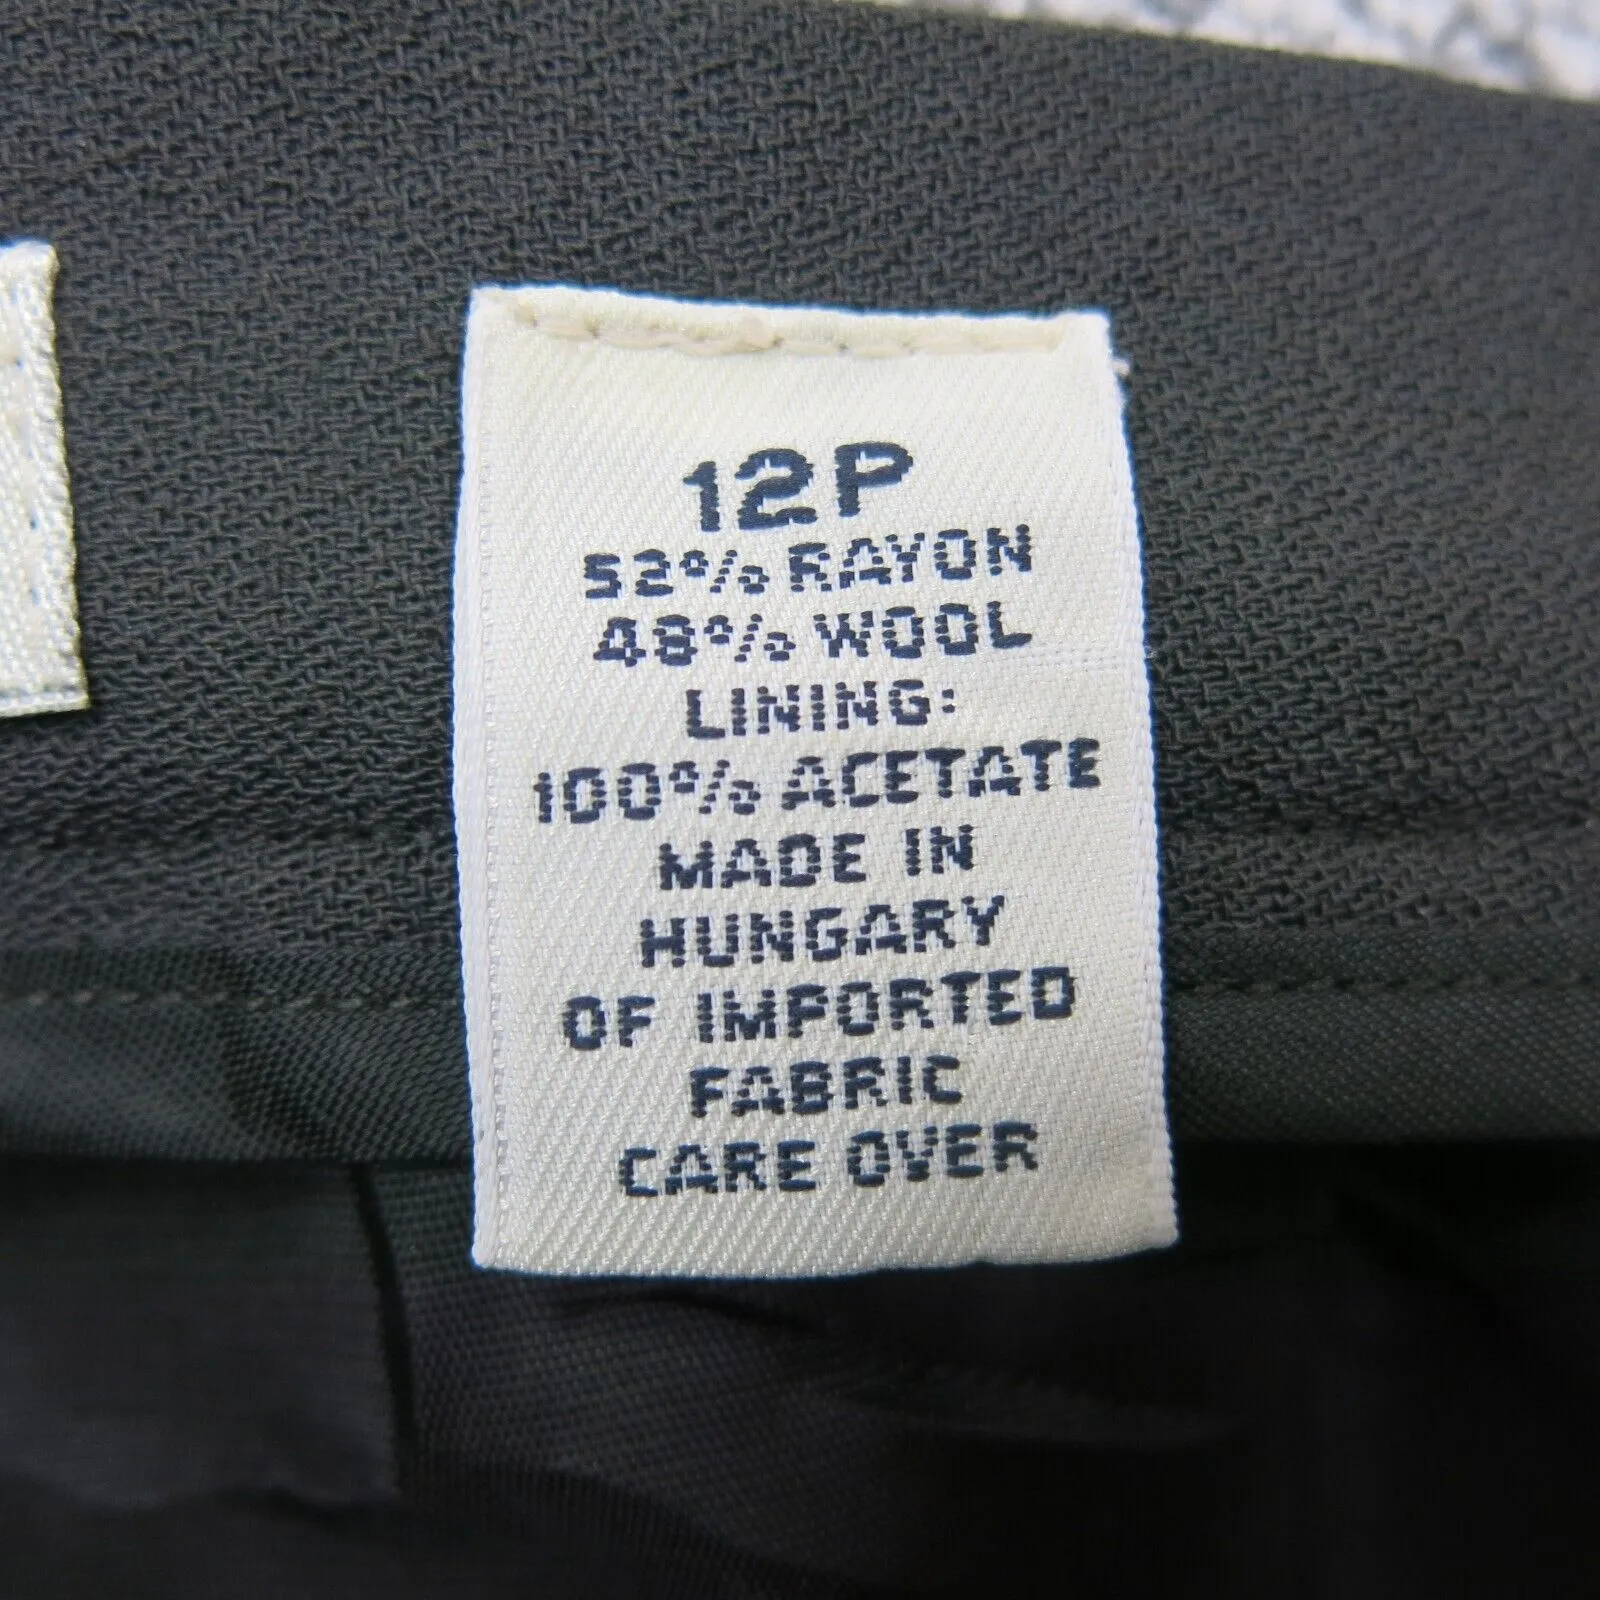 12P
52% RAYON
48% WOOL
LINING:
100% ACETATE
MADE IN
HUNGARY
OF IMPORTED
FABRIC
CARE OVER